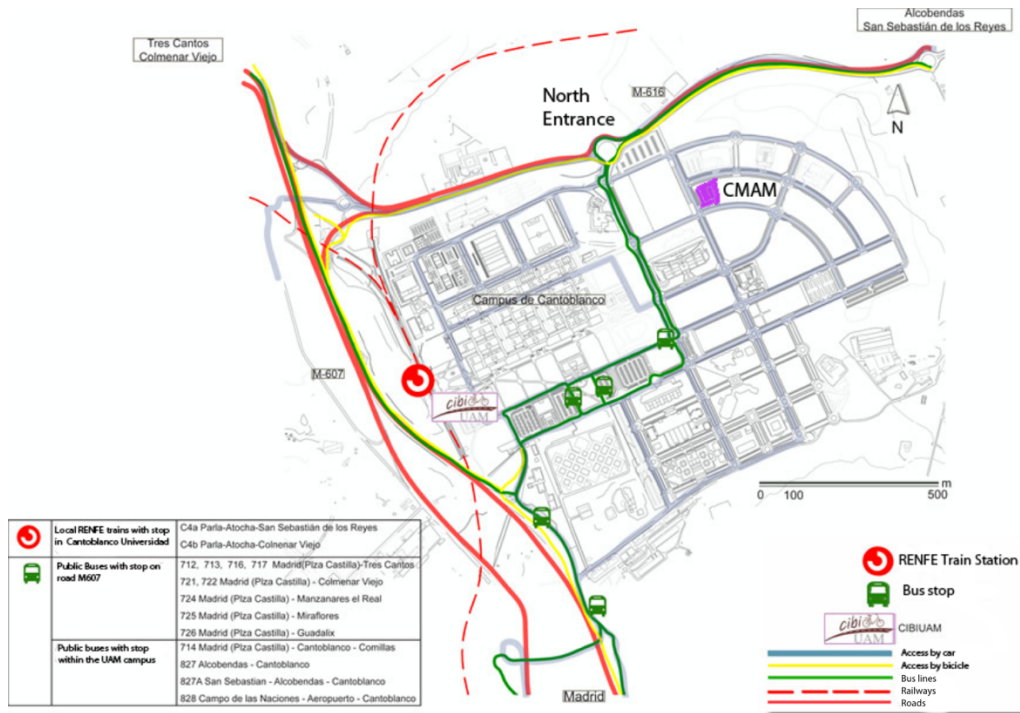 Alcobendas
San Sebastián de los Reyes
Tres Cantos
Colmenar Viejo
M-616
North
Entrance
N
CMAM
Campus de Cantoblanco
M-607
cibi
UAM
m
0 100 500
Local RENFE trains with stop
in Cantoblanco Universidad
C4a Parla-Atocha-San Sebastián de los Reyes
C4b Parla-Atocha-Colnenar Viejo
Public Buses with stop on
road M607
712, 713, 716, 717 Madrid(Plza Castilla)-Tres Cantos
721, 722 Madrid (Plza Castilla) - Colmenar Viejo
724 Madrid (Plza Castilla) - Manzanares el Real
725 Madrid (Plza Castilla) - Miraflores
726 Madrid (Plza Castilla) - Guadalix
Public buses with stop
within the UAM campus
714 Madrid (Plza Castilla) - Cantoblanco - Comillas
827 Alcobendas - Cantoblanco
827A San Sebastian - Alcobendas - Cantoblanco
828 Campo de las Naciones - Aeropuerto - Cantoblanco
Madrid
RENFE Train Station
Bus stop
cibi
UAM
CIBIUAM
Access by car
Access by bicicle
Bus lines
Railways
Roads